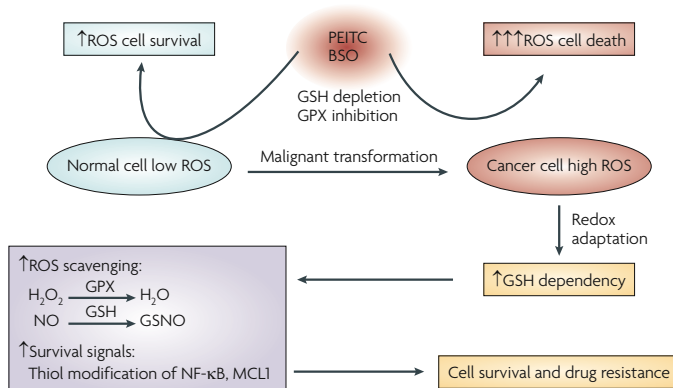 ↑ROS cell survival
PEITC
BSO
↑↑↑ROS cell death
GSH depletion
GPX inhibition
Normal cell low ROS
Malignant transformation
Cancer cell high ROS
Redox
adaptation
↑GSH dependency
↑ROS scavenging:
H₂O₂ GPX H₂O
NO GSH GSNO
↑Survival signals:
Thiol modification of NF-κB, MCL1
Cell survival and drug resistance